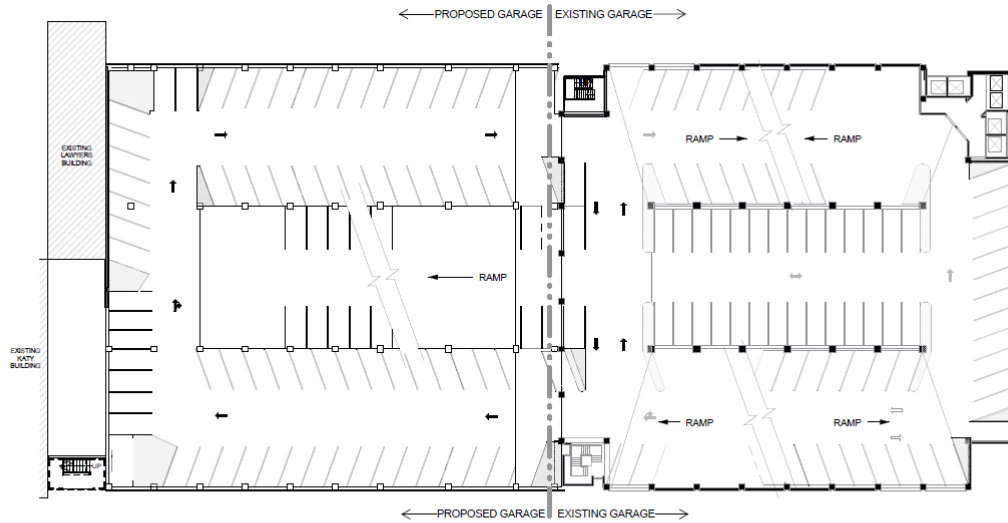 PROPOSED GARAGE EXISTING GARAGE
EXISTING
LAWYERS
BUILDING
RAMP
RAMP
RAMP
EXISTING
KATY
BUILDING
RAMP
RAMP
UP
PROPOSED GARAGE EXISTING GARAGE